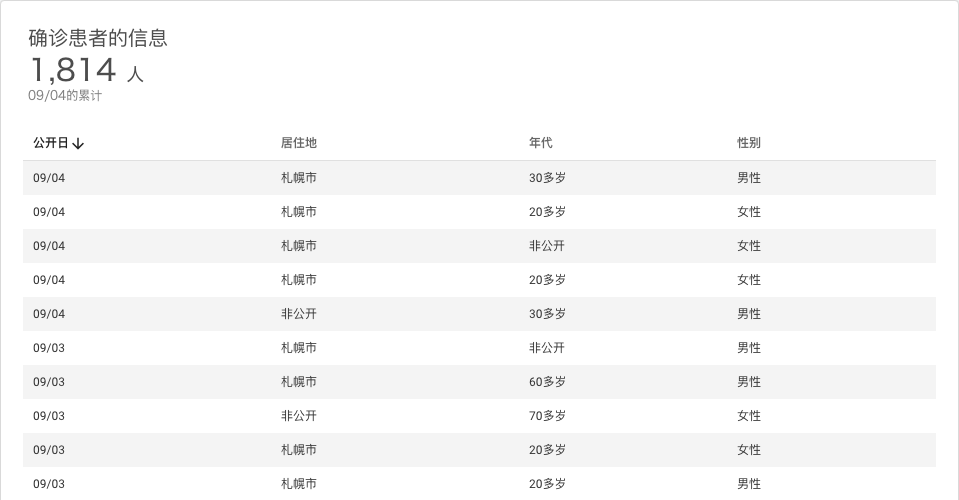 确诊患者的信息
1,814 人
09/04的累计
公开日↓ 居住地 年代 性别
09/04 札幌市 30多岁 男性
09/04 札幌市 20多岁 女性
09/04 札幌市 非公开 女性
09/04 札幌市 20多岁 女性
09/04 非公开 30多岁 男性
09/03 札幌市 非公开 男性
09/03 札幌市 60多岁 男性
09/03 非公开 70多岁 女性
09/03 札幌市 20多岁 女性
09/03 札幌市 20多岁 男性